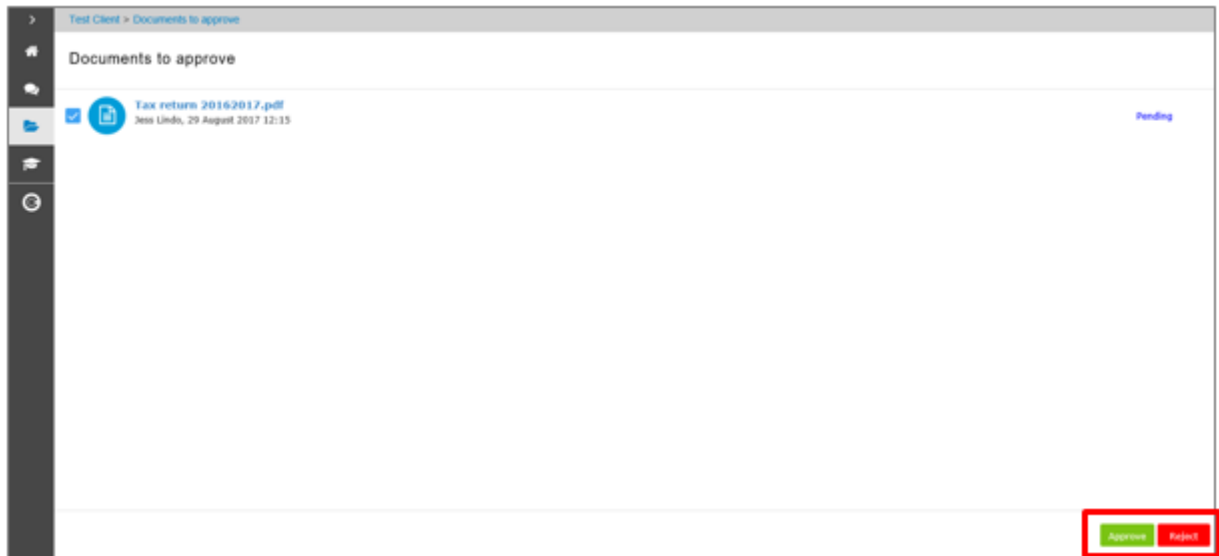 Test Client > Documents to approve
Documents to approve
Tax return 20162017.pdf
Jess Lindo, 29 August 2017 12:15
Pending
Approve Reject